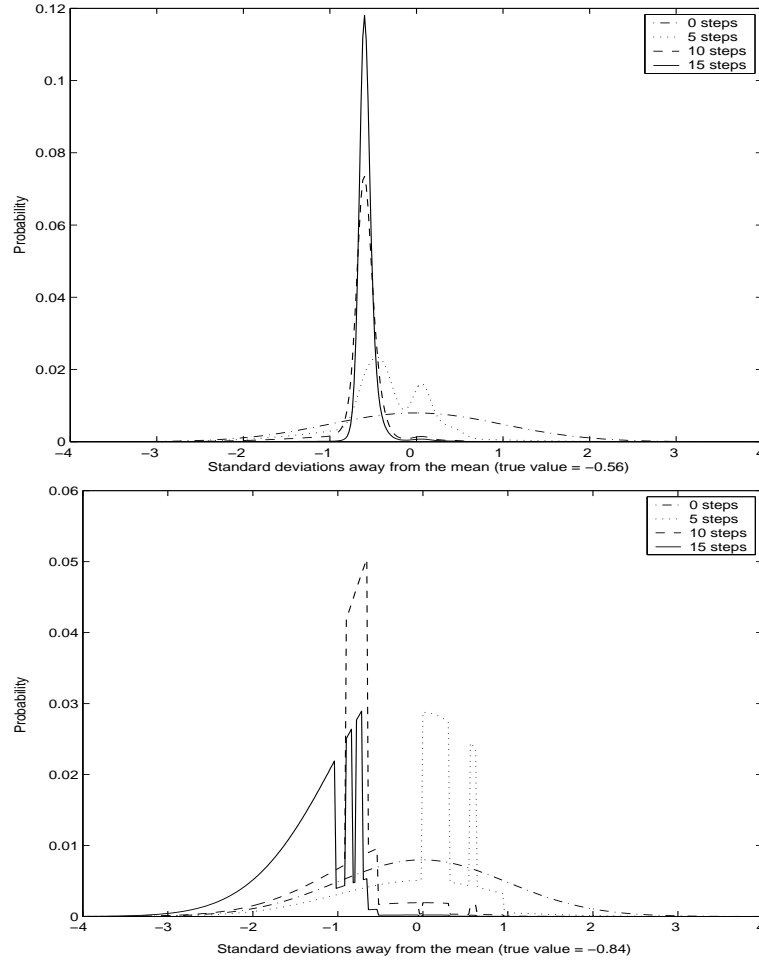 0.12
0.1
0.08
0.06
0.04
0.02
0
Probability
0 steps
5 steps
10 steps
15 steps
−4 −3 −2 −1 0 1 2 3 4
Standard deviations away from the mean (true value = −0.56)
0.06
0.05
0.04
0.03
0.02
0.01
0
Probability
0 steps
5 steps
10 steps
15 steps
−4 −3 −2 −1 0 1 2 3 4
Standard deviations away from the mean (true value = −0.84)